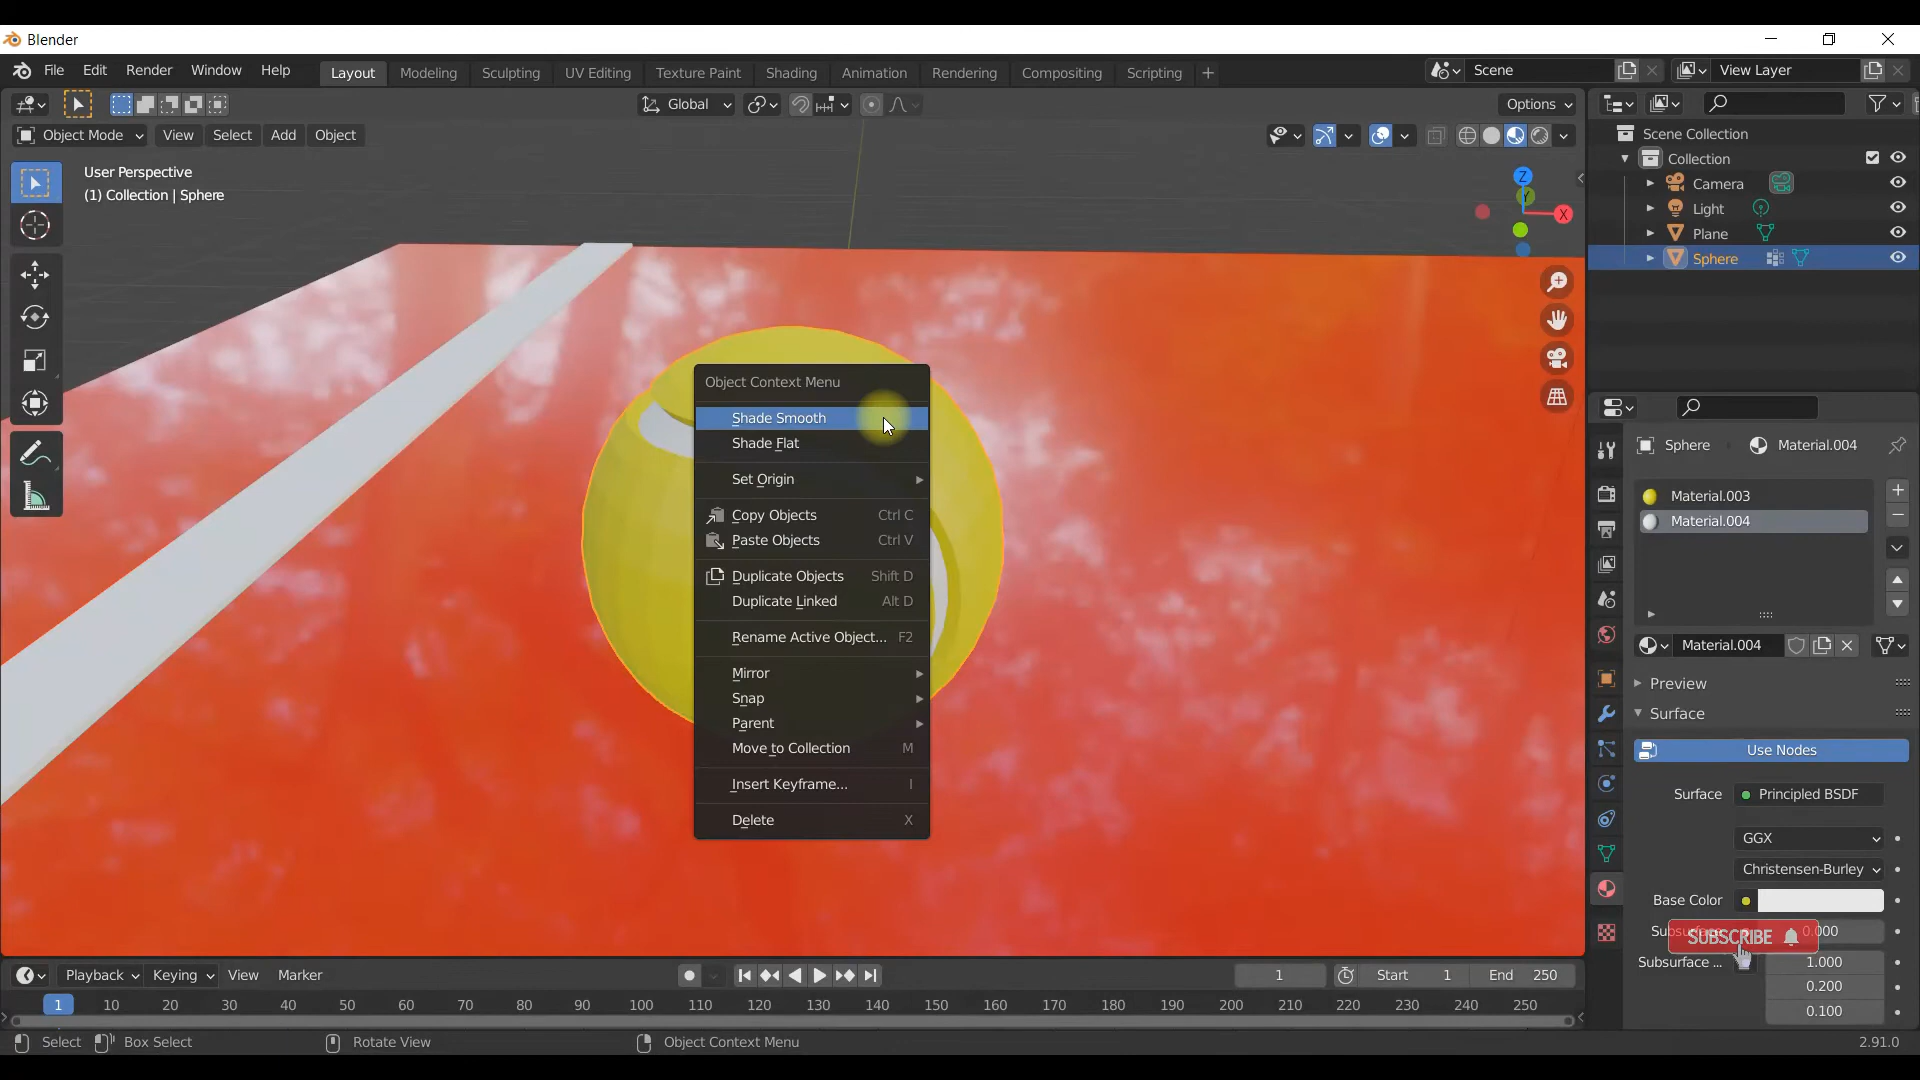 Blender
File Edit Render Window Help
Layout Modeling Sculpting UV Editing Texture Paint Shading Animation Rendering Compositing Scripting +
Scene
View Layer
Global
Options
Object Mode View Select Add Object
User Perspective
(1) Collection | Sphere
Z
Y
X
Scene Collection
Collection
Camera
Light
Plane
Sphere
Object Context Menu
Shade Smooth
Shade Flat
Set Origin
Copy Objects Ctrl C
Paste Objects Ctrl V
Duplicate Objects Shift D
Duplicate Linked Alt D
Rename Active Object... F2
Mirror
Snap
Parent
Move to Collection M
Insert Keyframe... I
Delete X
Sphere Material.004
Material.003
Material.004
Material.004
Preview
Surface
Use Nodes
Surface Principled BSDF
GGX
Christensen-Burley
Base Color
0.000
SUBSCRIBE
Subsurface ... 1.000
0.200
0.100
Playback Keying View Marker
1 Start 1 End 250
1 10 20 30 40 50 60 70 80 90 100 110 120 130 140 150 160 170 180 190 200 210 220 230 240 250
Select Box Select Rotate View Object Context Menu 2.91.0